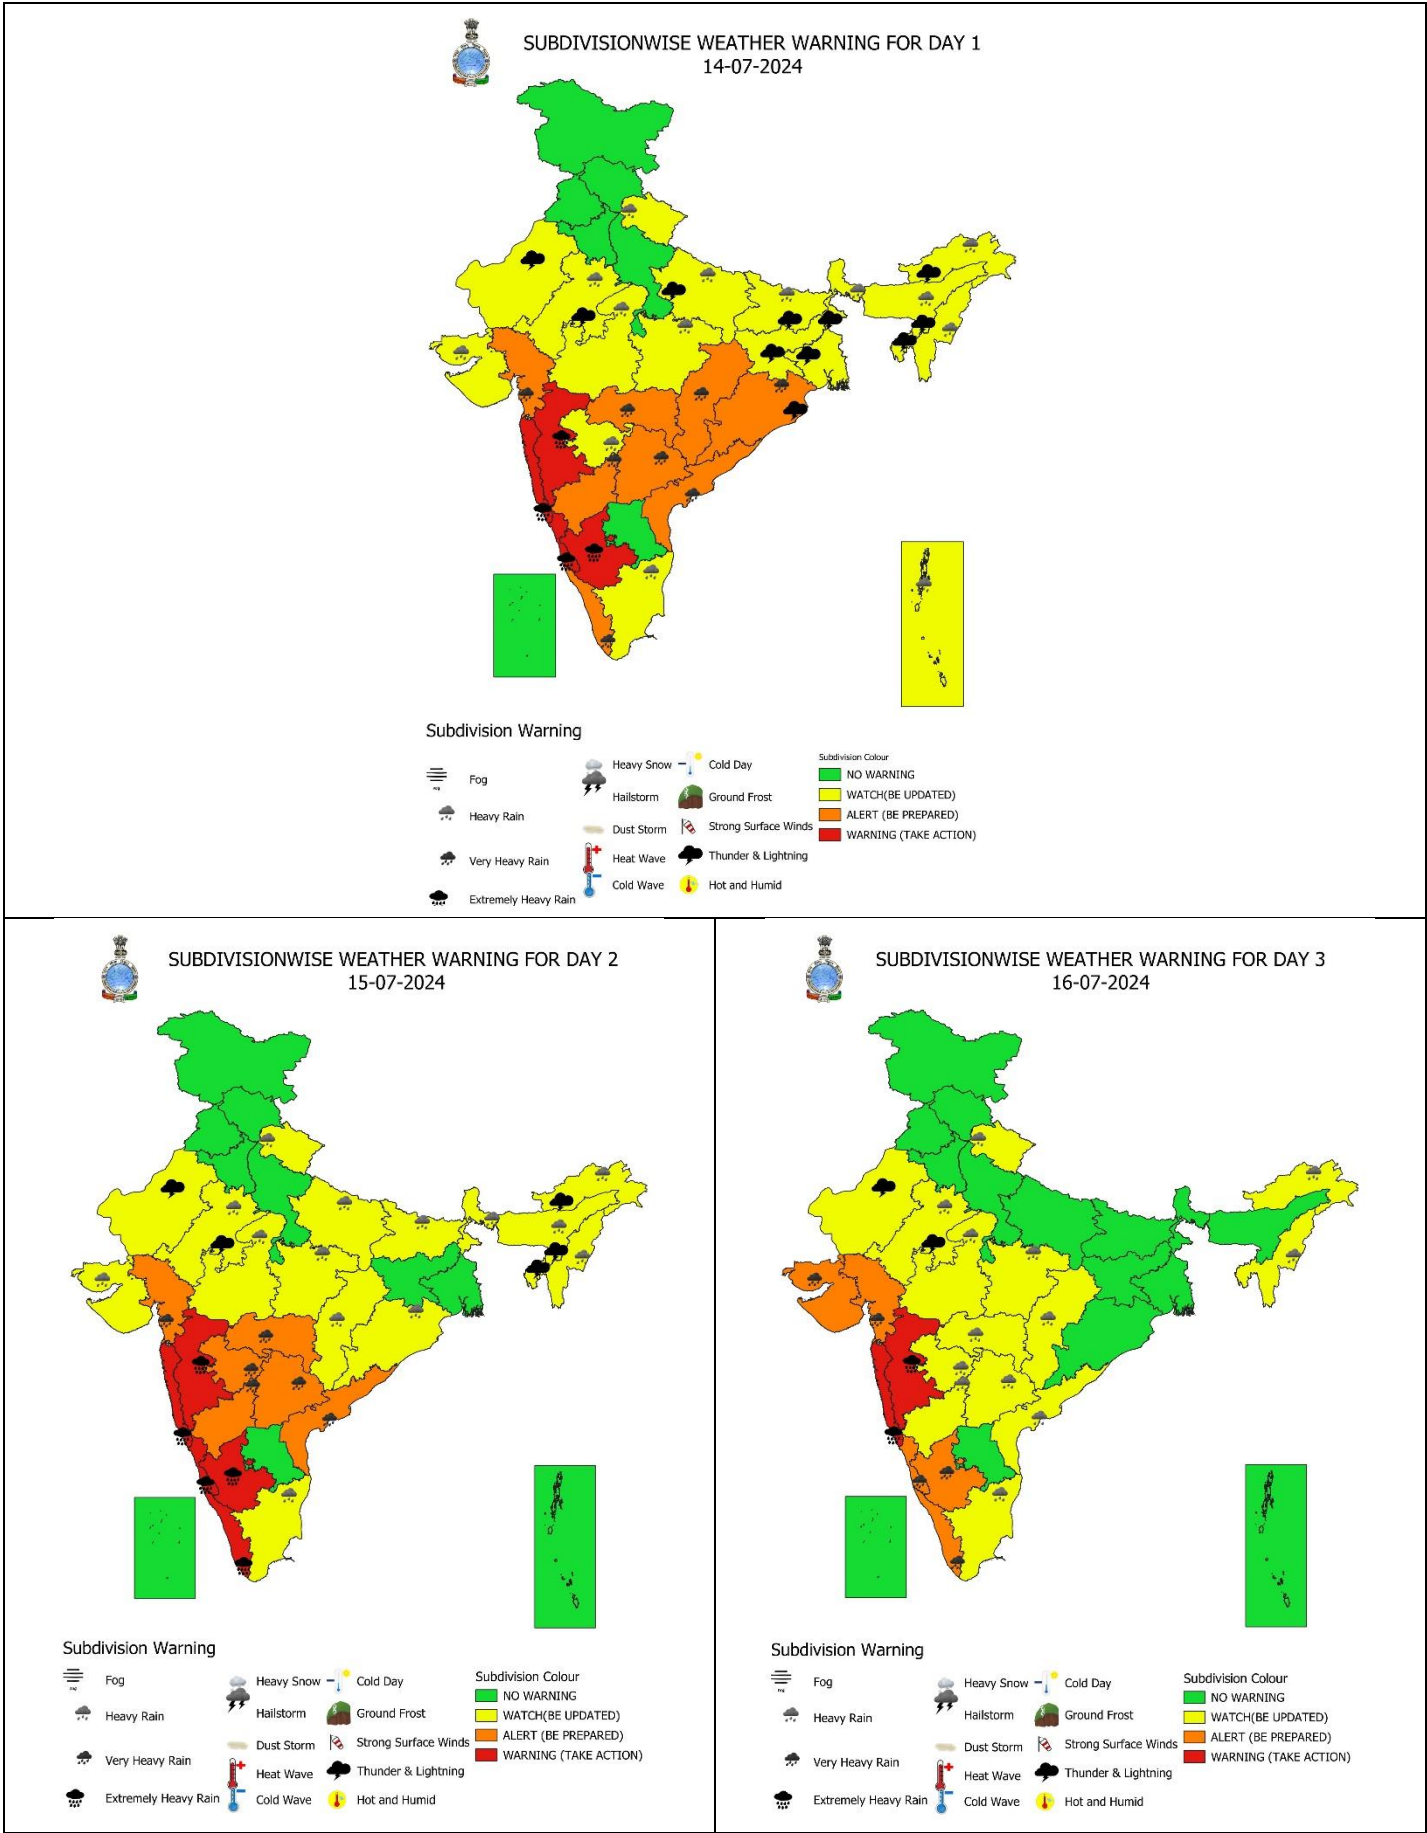 SUBDIVISIONWISE WEATHER WARNING FOR DAY 1
14-07-2024
Subdivision Warning
Fog
Heavy Rain
Very Heavy Rain
Extremely Heavy Rain
Heavy Snow
Hailstorm
Dust Storm
Heat Wave
Cold Wave
Cold Day
Ground Frost
Strong Surface Winds
Thunder & Lightning
Hot and Humid
Subdivision Colour
NO WARNING
WATCH(BE UPDATED)
ALERT (BE PREPARED)
WARNING (TAKE ACTION)
SUBDIVISIONWISE WEATHER WARNING FOR DAY 2
15-07-2024
Subdivision Warning
Fog
Heavy Rain
Very Heavy Rain
Extremely Heavy Rain
Heavy Snow
Hailstorm
Dust Storm
Heat Wave
Cold Wave
Cold Day
Ground Frost
Strong Surface Winds
Thunder & Lightning
Hot and Humid
Subdivision Colour
NO WARNING
WATCH(BE UPDATED)
ALERT (BE PREPARED)
WARNING (TAKE ACTION)
SUBDIVISIONWISE WEATHER WARNING FOR DAY 3
16-07-2024
Subdivision Warning
Fog
Heavy Rain
Very Heavy Rain
Extremely Heavy Rain
Heavy Snow
Hailstorm
Dust Storm
Heat Wave
Cold Wave
Cold Day
Ground Frost
Strong Surface Winds
Thunder & Lightning
Hot and Humid
Subdivision Colour
NO WARNING
WATCH(BE UPDATED)
ALERT (BE PREPARED)
WARNING (TAKE ACTION)